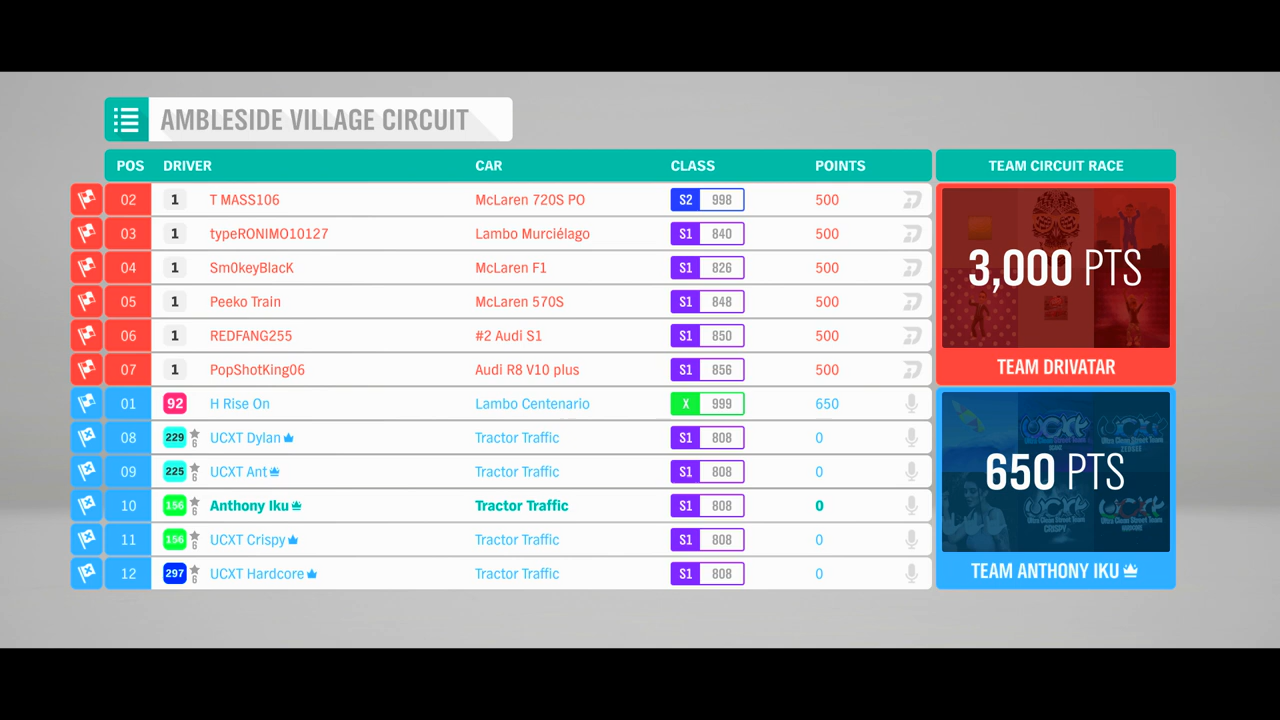 AMBLESIDE VILLAGE CIRCUIT
POS DRIVER CAR CLASS POINTS TEAM CIRCUIT RACE
02 1 T MASS106 McLaren 720S PO S2 998 500
03 1 typeRONIMO10127 Lambo Murciélago S1 840 500
04 1 Sm0keyBlacK McLaren F1 S1 826 500
05 1 Peeko Train McLaren 570S S1 848 500
06 1 REDFANG255 #2 Audi S1 S1 850 500
07 1 PopShotKing06 Audi R8 V10 plus S1 856 500
3,000 PTS
TEAM DRIVATAR
01 92 H Rise On Lambo Centenario X 999 650
08 229 6 UCXT Dylan Tractor Traffic S1 808 0
09 225 6 UCXT Ant Tractor Traffic S1 808 0
10 156 6 Anthony Iku Tractor Traffic S1 808 0
11 156 6 UCXT Crispy Tractor Traffic S1 808 0
12 297 6 UCXT Hardcore Tractor Traffic S1 808 0
650 PTS
TEAM ANTHONY IKU